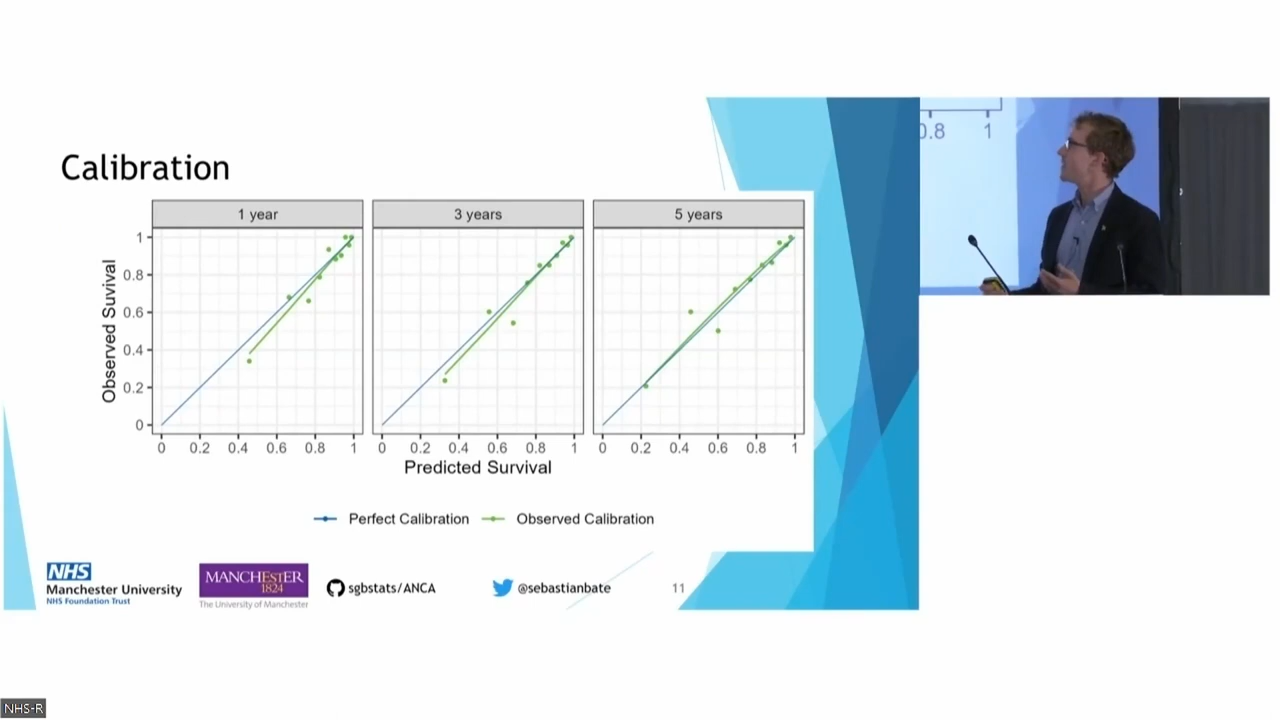 Calibration
1 year
3 years
5 years
Observed Suvival
1
0.8
0.6
0.4
0.2
0
0 0.2 0.4 0.6 0.8 1
0 0.2 0.4 0.6 0.8 1
0 0.2 0.4 0.6 0.8 1
Predicted Survival
Perfect Calibration
Observed Calibration
NHS
Manchester University
NHS Foundation Trust
MANCHESTER
1824
The University of Manchester
sgbstats/ANCA
@sebastianbate
11
0.8 1
NHS-R